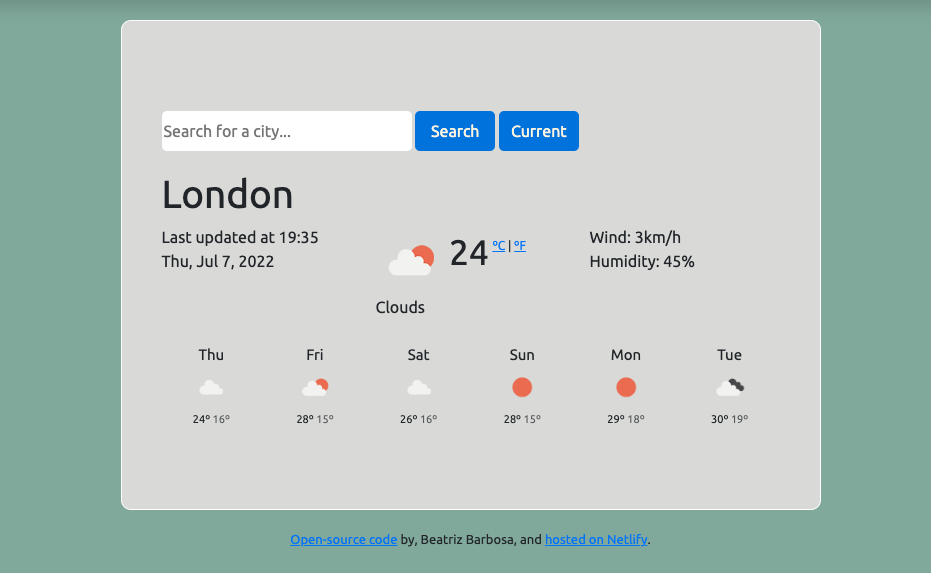 Search for a city... Search Current
London
Last updated at 19:35
Thu, Jul 7, 2022
24 ºC | ºF
Clouds
Wind: 3km/h
Humidity: 45%
Thu Fri Sat Sun Mon Tue
24º 16º 28º 15º 26º 16º 28º 15º 29º 18º 30º 19º
Open-source code by, Beatriz Barbosa, and hosted on Netlify.